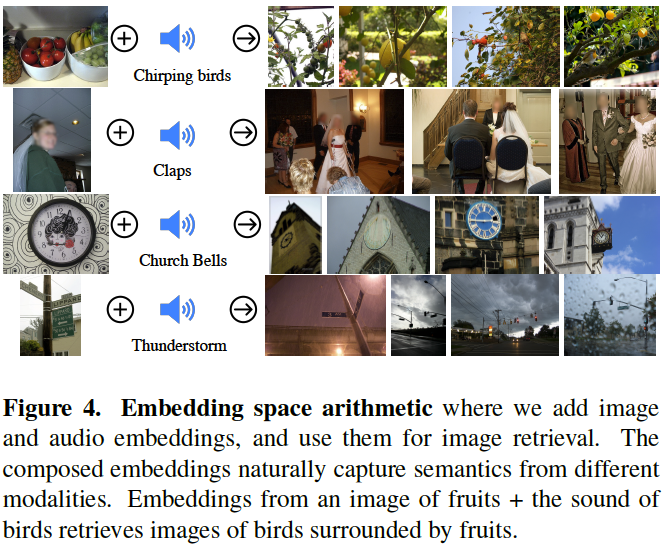 Chirping birds
Claps
Church Bells
Thunderstorm
Figure 4. Embedding space arithmetic where we add image
and audio embeddings, and use them for image retrieval. The
composed embeddings naturally capture semantics from different
modalities. Embeddings from an image of fruits + the sound of
birds retrieves images of birds surrounded by fruits.